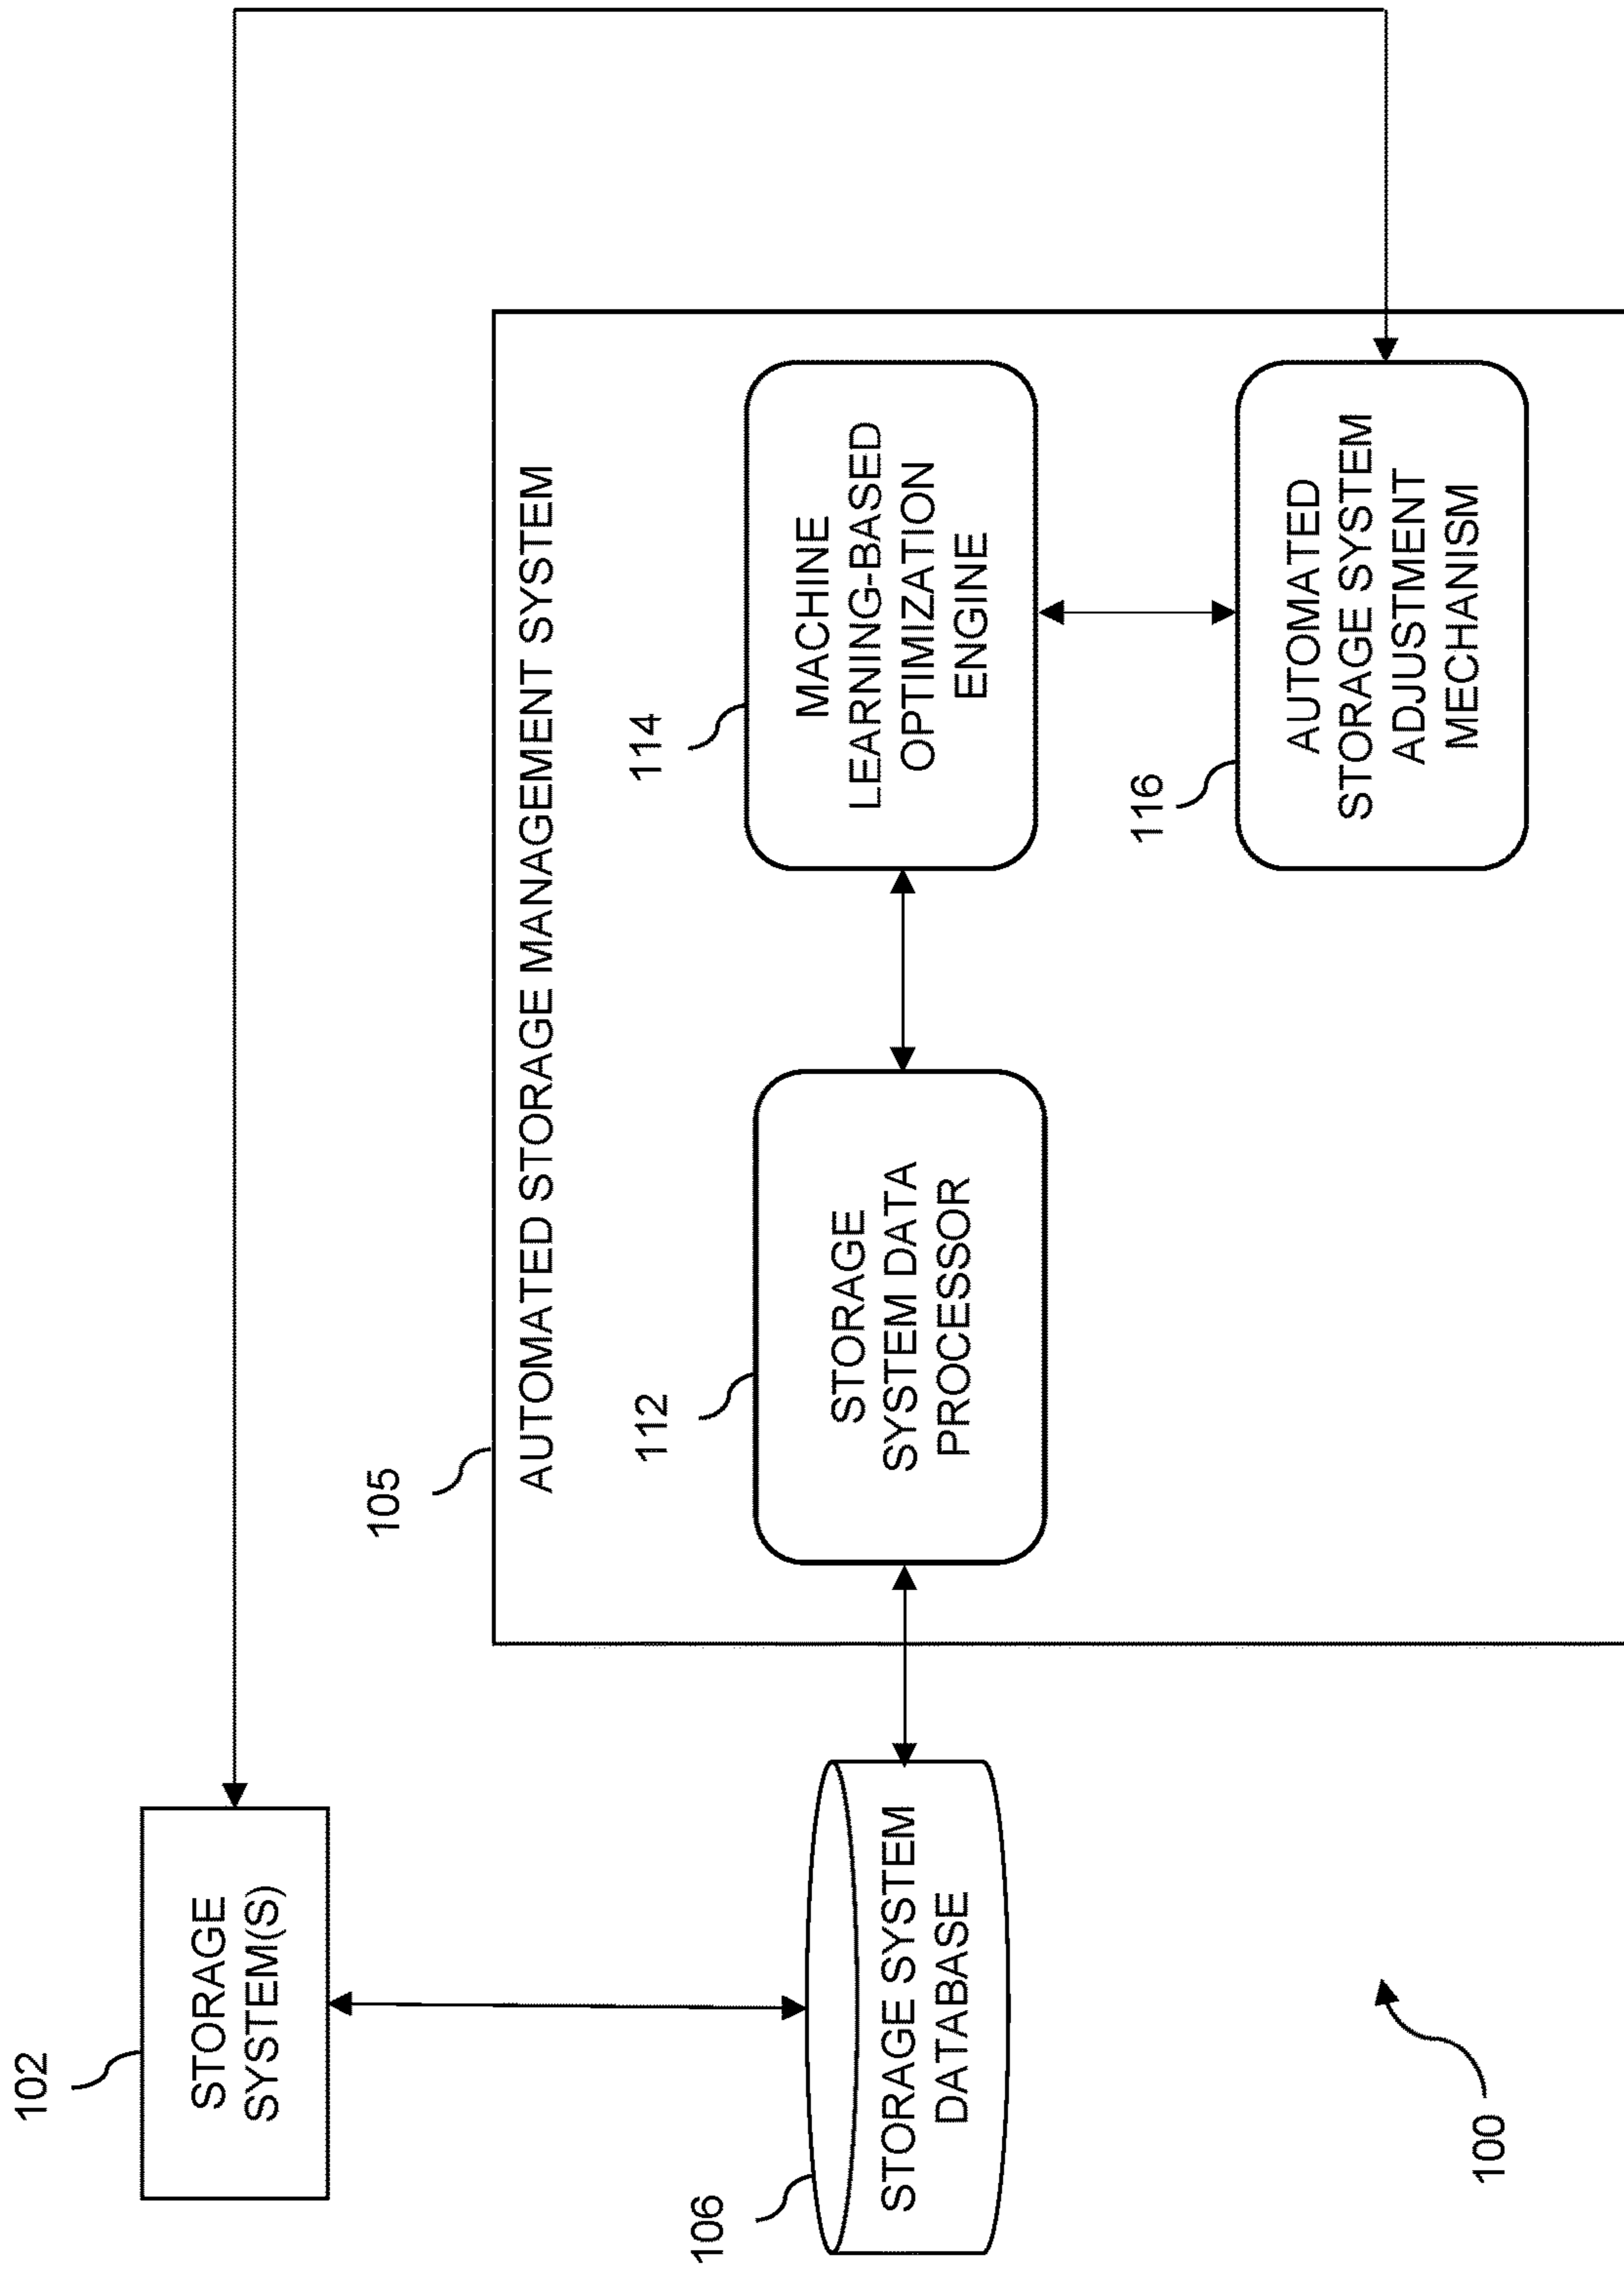 102
STORAGE
SYSTEM(S)
105
AUTOMATED STORAGE MANAGEMENT SYSTEM
106
STORAGE SYSTEM
DATABASE
112
STORAGE
SYSTEM DATA
PROCESSOR
114
MACHINE
LEARNING-BASED
OPTIMIZATION
ENGINE
116
AUTOMATED
STORAGE SYSTEM
ADJUSTMENT
MECHANISM
100